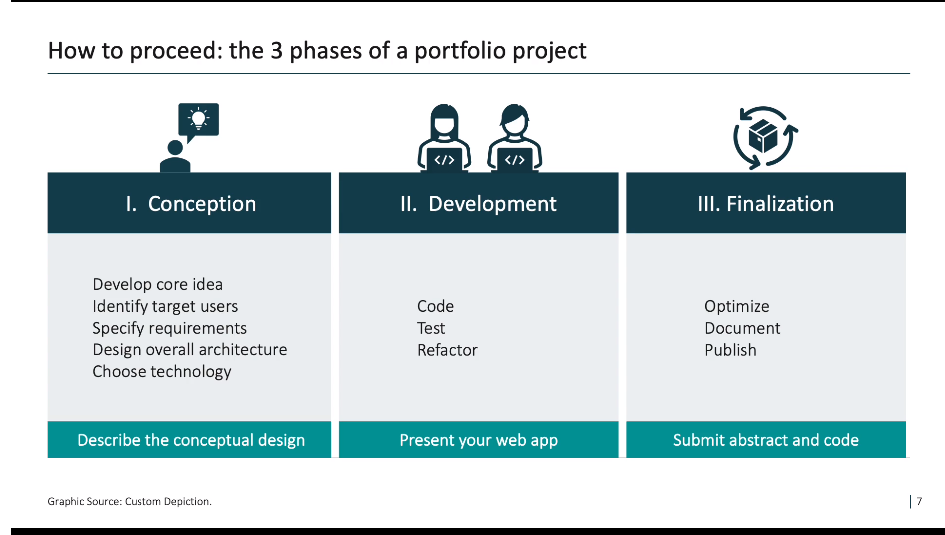 How to proceed: the 3 phases of a portfolio project
</>
</>
I. Conception
Develop core idea
Identify target users
Specify requirements
Design overall architecture
Choose technology
Describe the conceptual design
II. Development
Code
Test
Refactor
Present your web app
III. Finalization
Optimize
Document
Publish
Submit abstract and code
Graphic Source: Custom Depiction.
7